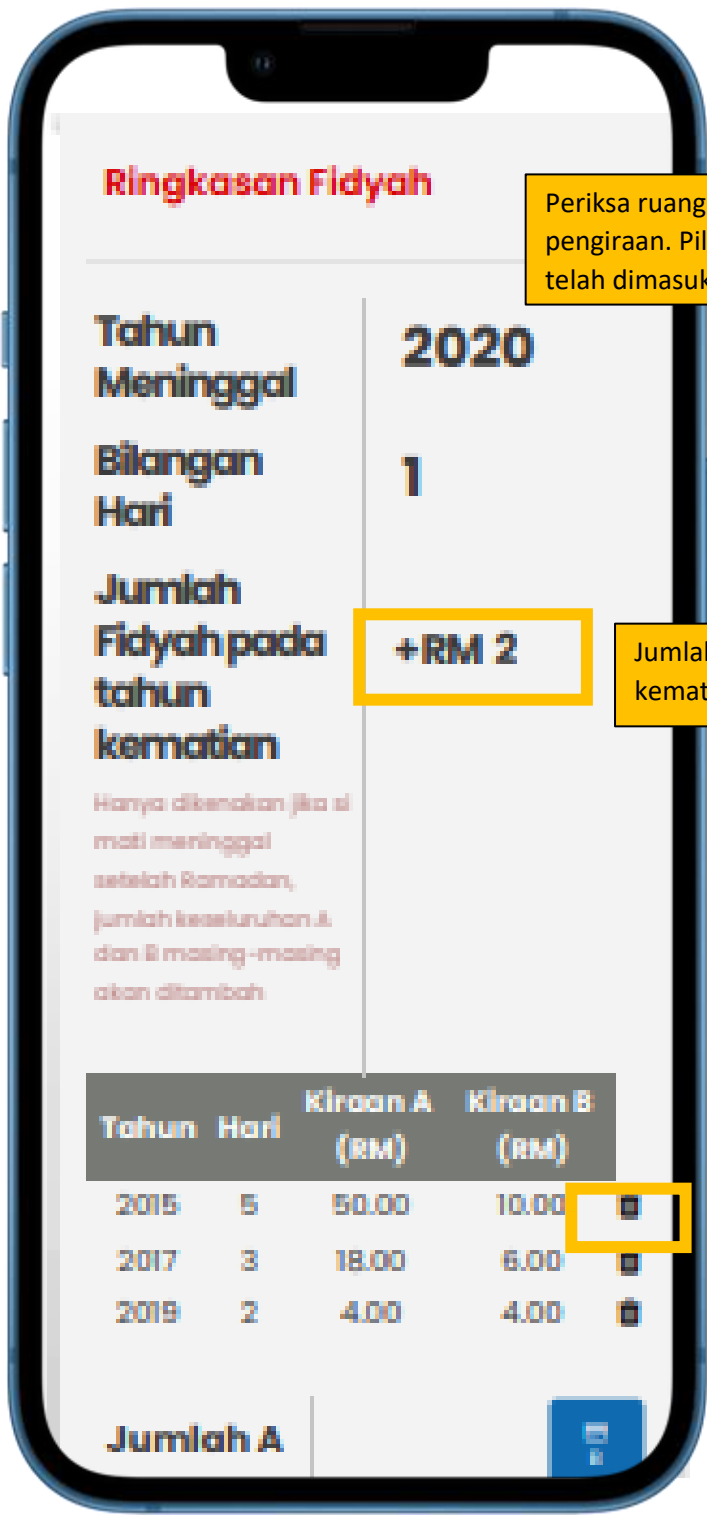 Ringkasan Fidyah
Periksa ruang
pengiraan. Pil
telah dimasuk
Tahun
Meninggal
2020
Bilangan
Hari
1
Jumlah
Fidyah pada
tahun
kematian
+RM 2
Jumlah
kemat
Hanya dikenakan jika si
mati meninggal
setelah Ramadan,
jumlah keseluruhan A
dan B masing-masing
akan ditambah
Tahun Hari Kiraan A (RM) Kiraan B (RM)
2015 5 50.00 10.00
2017 3 18.00 6.00
2019 2 4.00 4.00
Jumlah A